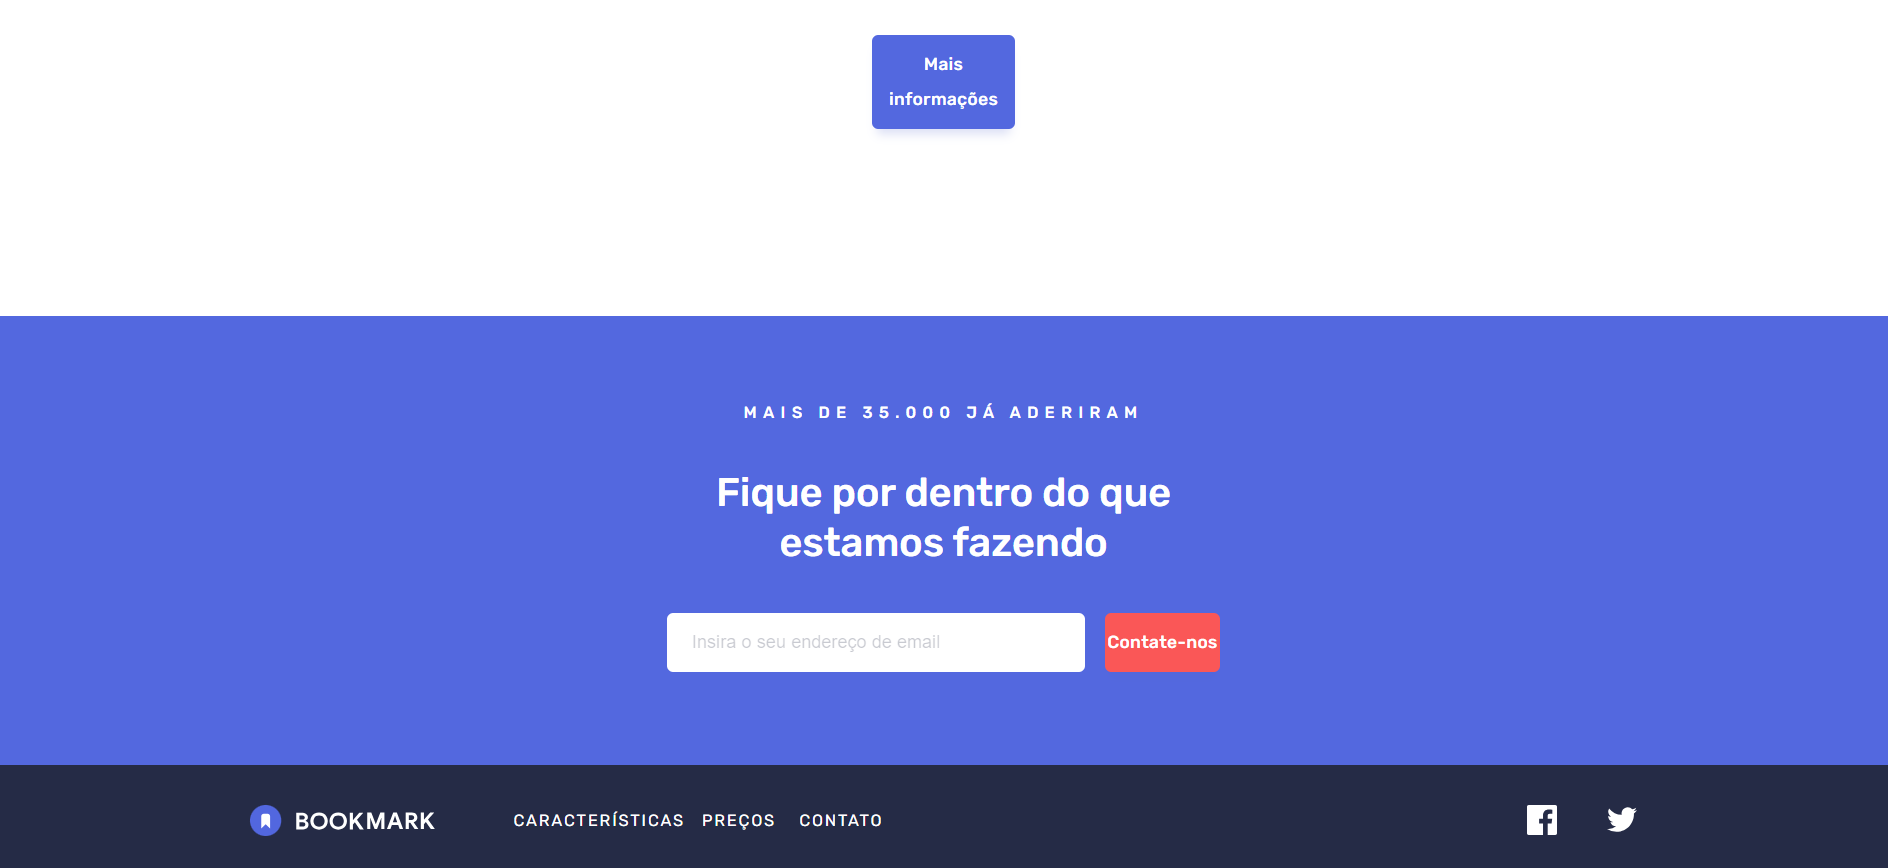 Mais
informações
MAIS DE 35.000 JÁ ADERIRAM
Fique por dentro do que
estamos fazendo
Insira o seu endereço de email
Contate-nos
BOOKMARK
CARACTERÍSTICAS
PREÇOS
CONTATO